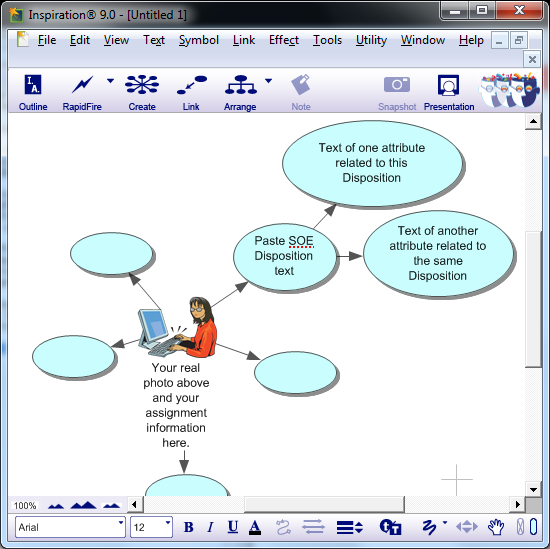 Inspiration® 9.0 - [Untitled 1]
File Edit View Text Symbol Link Effect Tools Utility Window Help
Outline RapidFire Create Link Arrange Note Snapshot Presentation
Text of one attribute
related to this
Disposition
Paste SOE
Disposition
text
Text of another
attribute related to
the same
Disposition
Your real
photo above
and your
assignment
information
here.
100%
Arial 12 B I U A